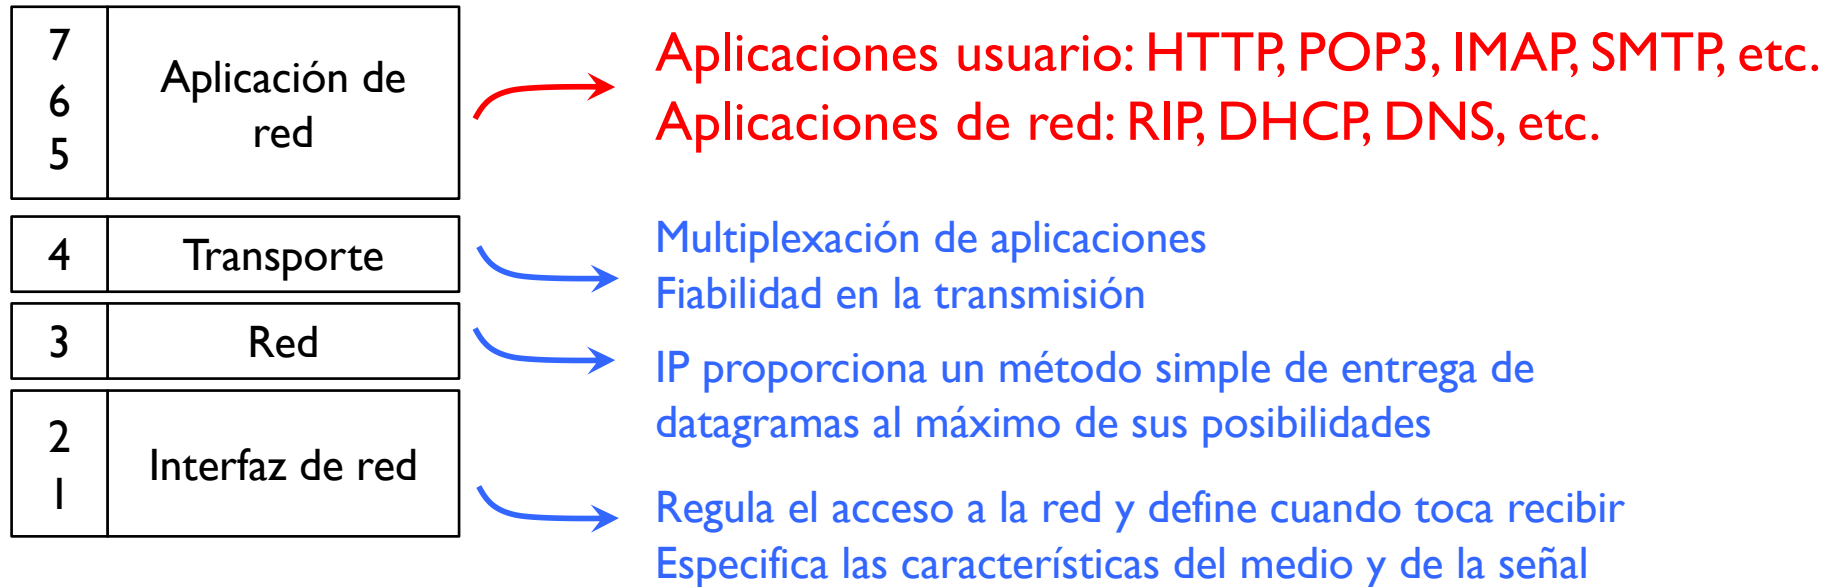 7
6
5
Aplicación de
red
Aplicaciones usuario: HTTP, POP3, IMAP, SMTP, etc.
Aplicaciones de red: RIP, DHCP, DNS, etc.
4
Transporte
Multiplexación de aplicaciones
Fiabilidad en la transmisión
3
Red
IP proporciona un método simple de entrega de
datagramas al máximo de sus posibilidades
2
1
Interfaz de red
Regula el acceso a la red y define cuando toca recibir
Especifica las características del medio y de la señal